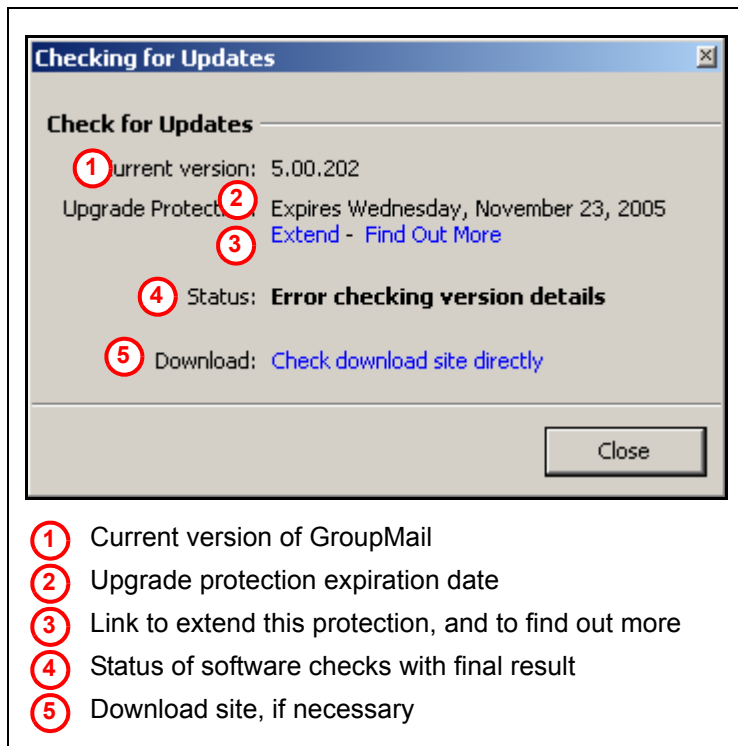 Checking for Updates
Check for Updates
1 urrent version: 5.00.202
Upgrade Protect 2 : Expires Wednesday, November 23, 2005
3 Extend - Find Out More
4 Status: Error checking version details
5 Download: Check download site directly
Close
1 Current version of GroupMail
2 Upgrade protection expiration date
3 Link to extend this protection, and to find out more
4 Status of software checks with final result
5 Download site, if necessary